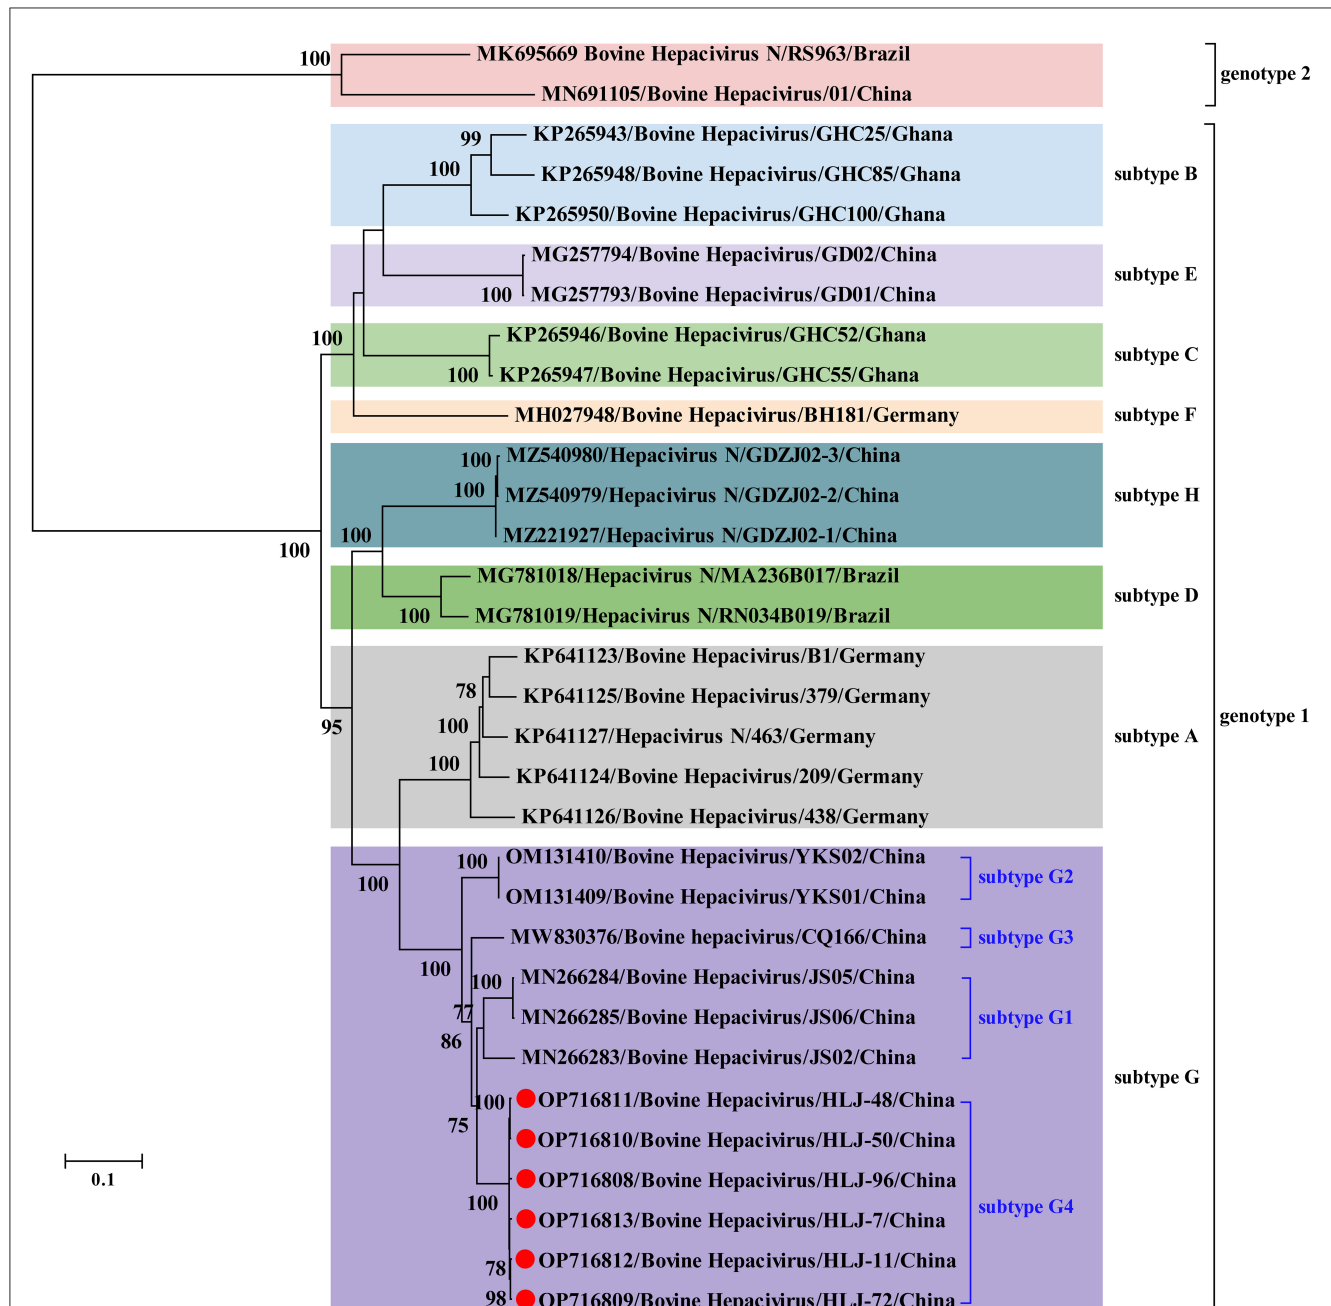 100
MK695669 Bovine Hepacivirus N/RS963/Brazil
genotype 2
MN691105/Bovine Hepacivirus/01/China
99
KP265943/Bovine Hepacivirus/GHC25/Ghana
100
KP265948/Bovine Hepacivirus/GHC85/Ghana
subtype B
KP265950/Bovine Hepacivirus/GHC100/Ghana
MG257794/Bovine Hepacivirus/GD02/China
subtype E
100
MG257793/Bovine Hepacivirus/GD01/China
100
KP265946/Bovine Hepacivirus/GHC52/Ghana
subtype C
100
KP265947/Bovine Hepacivirus/GHC55/Ghana
MH027948/Bovine Hepacivirus/BH181/Germany
subtype F
100
MZ540980/Hepacivirus N/GDZJ02-3/China
100
MZ540979/Hepacivirus N/GDZJ02-2/China
subtype H
100
100
MZ221927/Hepacivirus N/GDZJ02-1/China
MG781018/Hepacivirus N/MA236B017/Brazil
subtype D
100
MG781019/Hepacivirus N/RN034B019/Brazil
KP641123/Bovine Hepacivirus/B1/Germany
78
KP641125/Bovine Hepacivirus/379/Germany
95
100
genotype 1
KP641127/Hepacivirus N/463/Germany
subtype A
100
KP641124/Bovine Hepacivirus/209/Germany
KP641126/Bovine Hepacivirus/438/Germany
100
OM131410/Bovine Hepacivirus/YKS02/China
subtype G2
100
OM131409/Bovine Hepacivirus/YKS01/China
MW830376/Bovine hepacivirus/CQ166/China
subtype G3
100
100
MN266284/Bovine Hepacivirus/JS05/China
77
MN266285/Bovine Hepacivirus/JS06/China
subtype G1
86
MN266283/Bovine Hepacivirus/JS02/China
subtype G
100
OP716811/Bovine Hepacivirus/HLJ-48/China
75
OP716810/Bovine Hepacivirus/HLJ-50/China
0.1
OP716808/Bovine Hepacivirus/HLJ-96/China
100
subtype G4
OP716813/Bovine Hepacivirus/HLJ-7/China
78
OP716812/Bovine Hepacivirus/HLJ-11/China
98
OP716809/Bovine Hepacivirus/HLJ-72/China